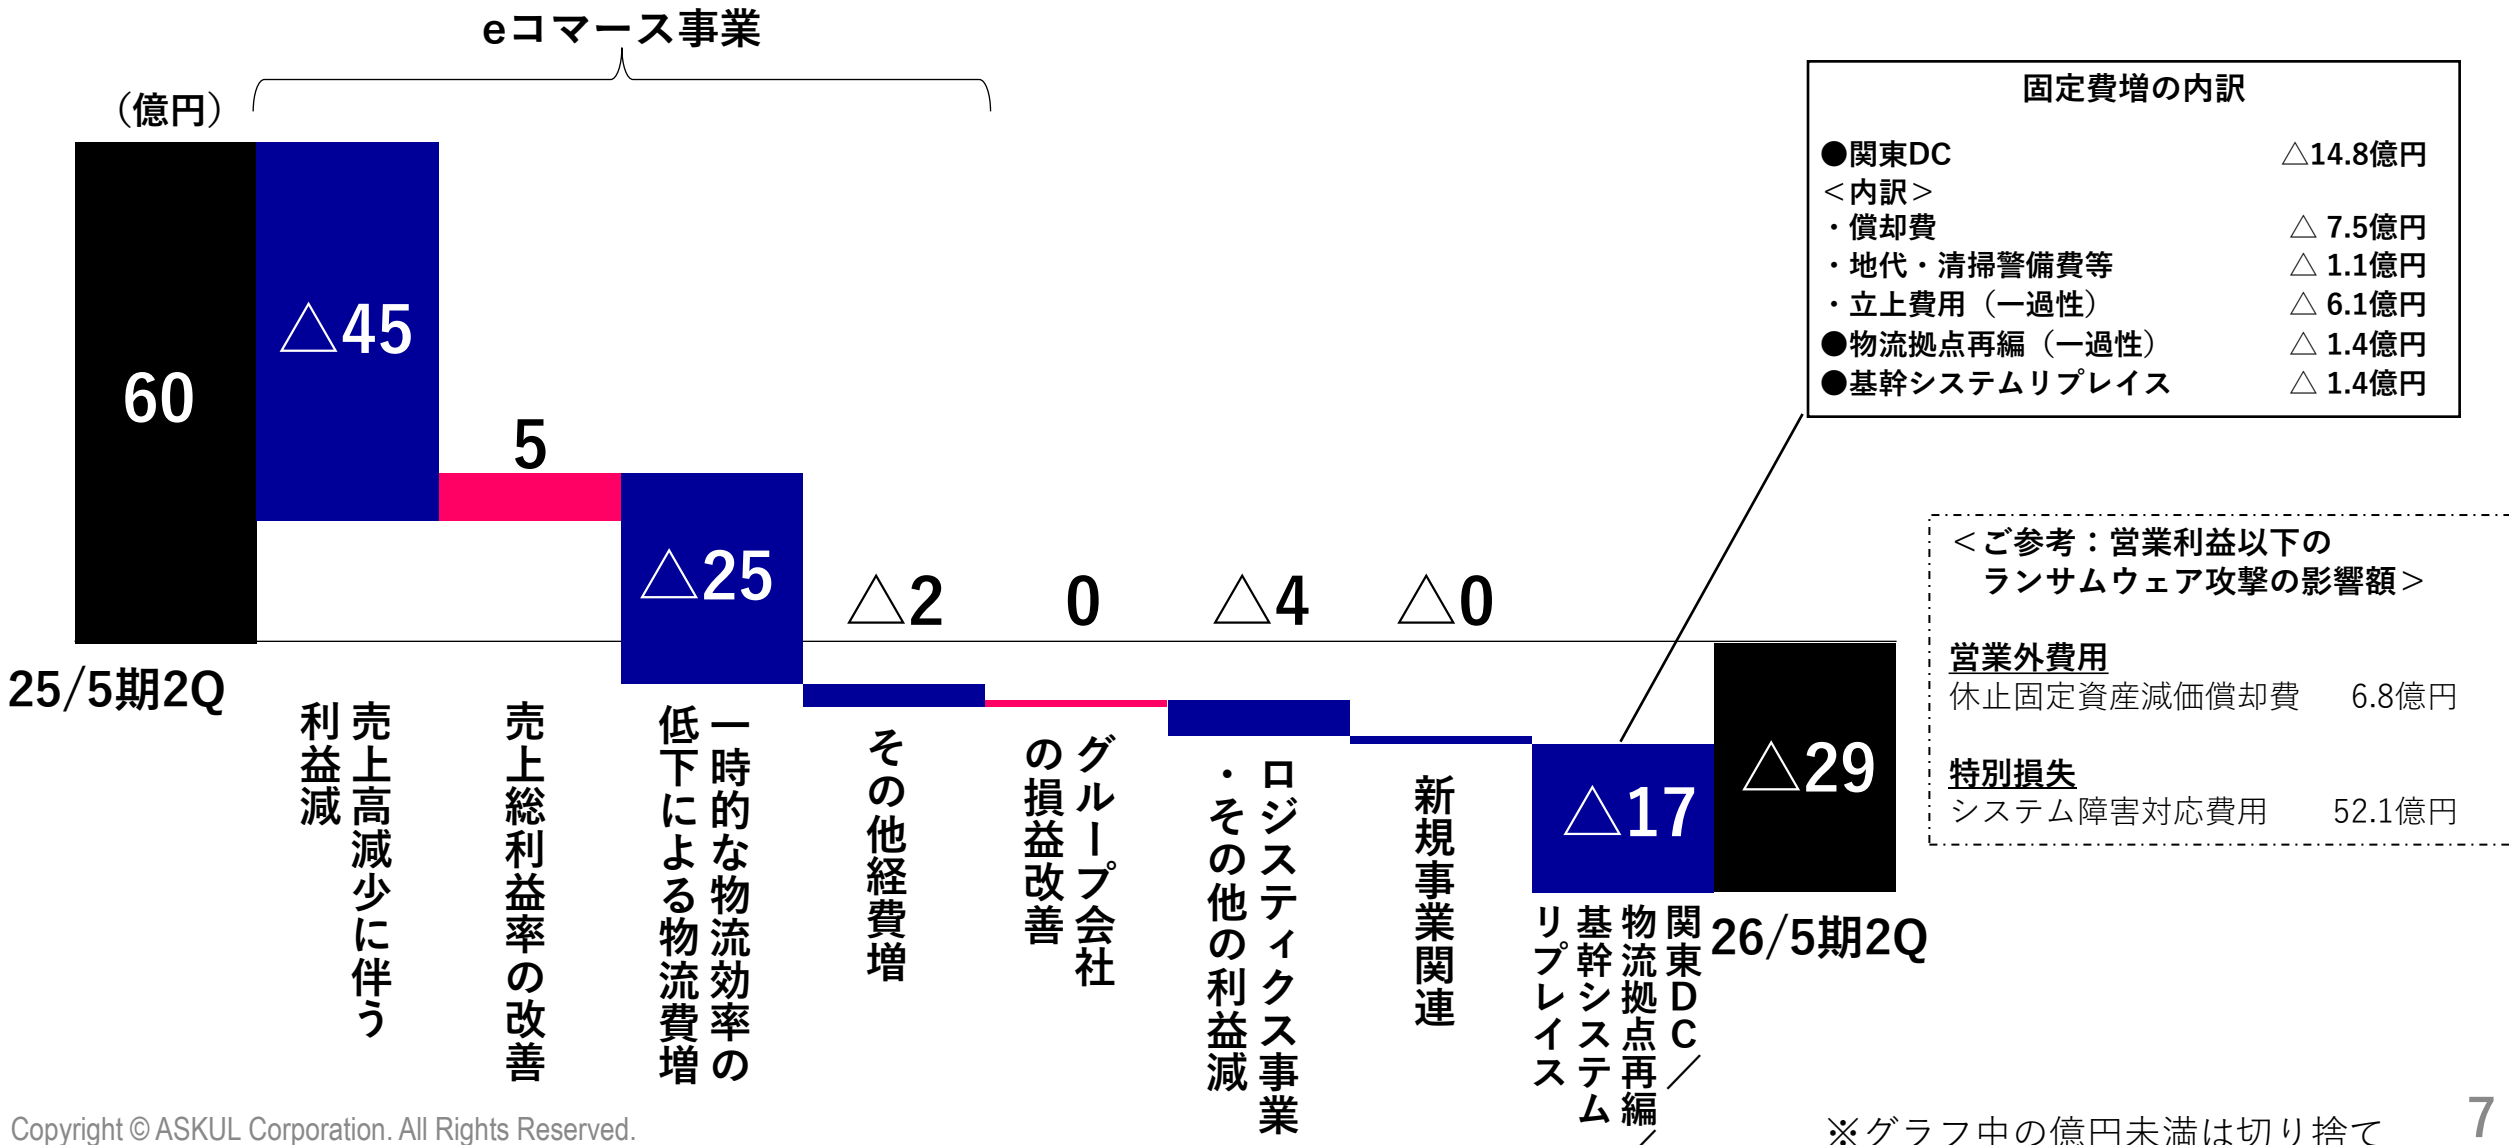 eコマース事業
（億円）
60
△45
5
△25
△2
0
△4
△0
△17
△29
25/5期2Q
売上高減少に伴う
利益減
売上総利益率の改善
一時的な物流効率の
低下による物流費増
その他経費増
グループ会社
の損益改善
ロジスティクス事業
・その他の利益減
新規事業関連
関東DC／
物流拠点再編／
基幹システム
リプレイス
26/5期2Q
固定費増の内訳
●関東DC △14.8億円
＜内訳＞
・償却費 △ 7.5億円
・地代・清掃警備費等 △ 1.1億円
・立上費用（一過性） △ 6.1億円
●物流拠点再編（一過性） △ 1.4億円
●基幹システムリプレイス △ 1.4億円
＜ご参考：営業利益以下の
ランサムウェア攻撃の影響額＞
営業外費用
休止固定資産減価償却費 6.8億円
特別損失
システム障害対応費用 52.1億円
※グラフ中の億円未満は切り捨て
Copyright © ASKUL Corporation. All Rights Reserved.
7